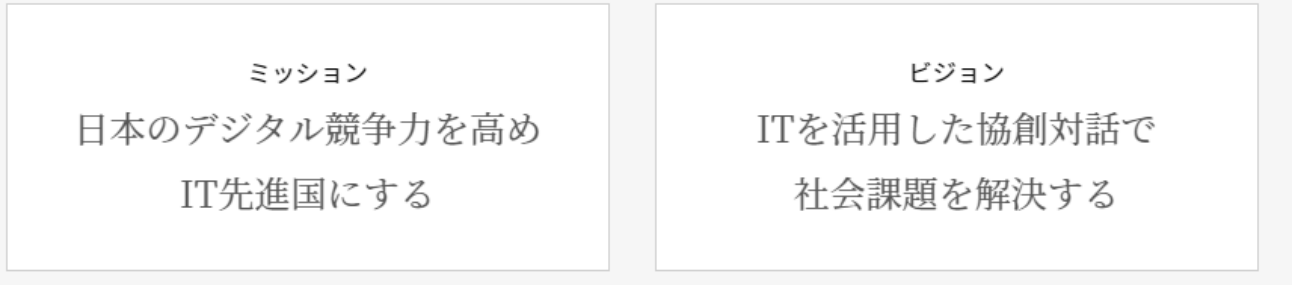 ミッション
日本のデジタル競争力を高め
IT先進国にする
ビジョン
ITを活用した協創対話で
社会課題を解決する